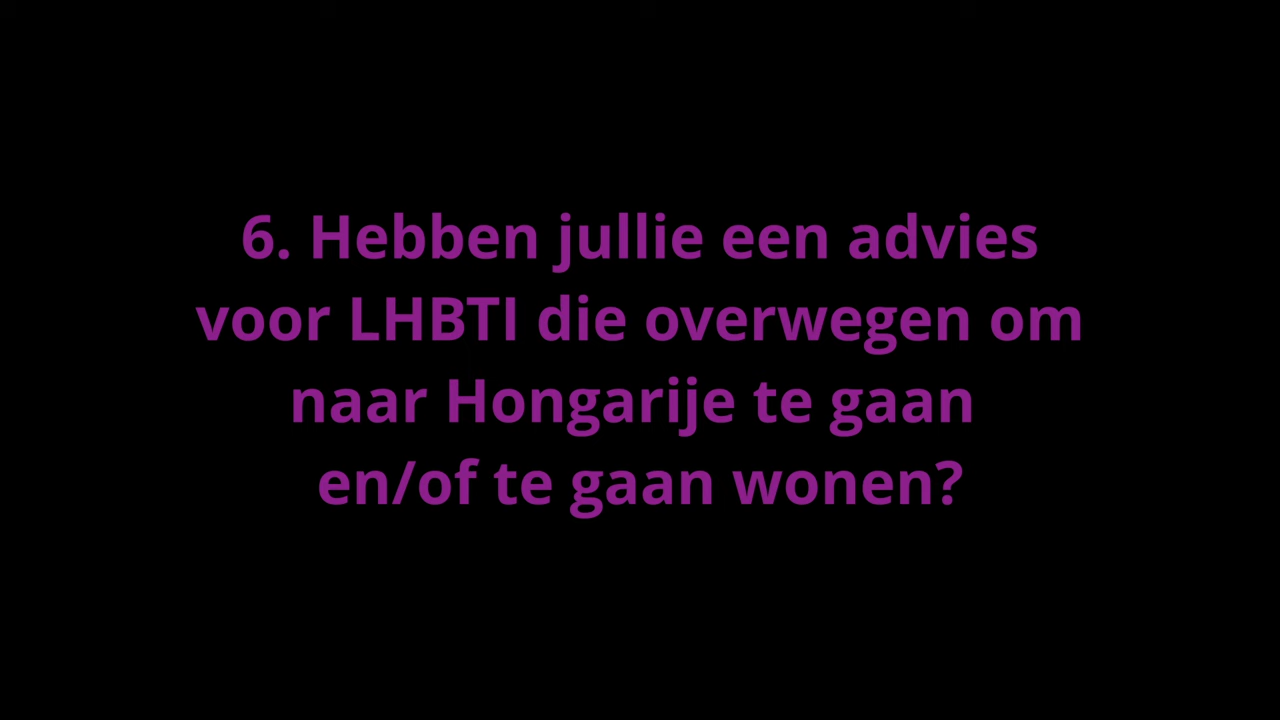 6. Hebben jullie een advies
voor LHBTI die overwegen om
naar Hongarije te gaan
en/of te gaan wonen?